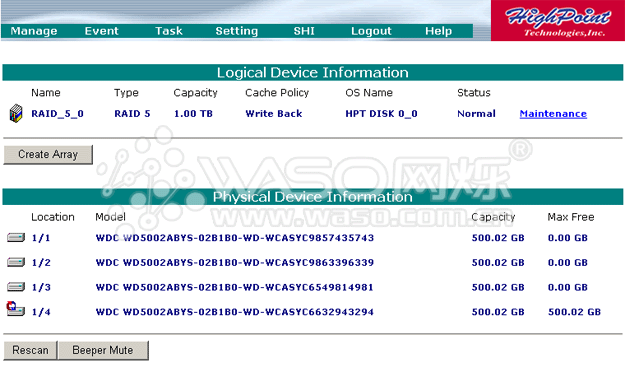 HighPoint
Technologies,Inc.
Manage Event Task Setting SHI Logout Help
Logical Device Information
Name Type Capacity Cache Policy OS Name Status
RAID_5_0 RAID 5 1.00 TB Write Back HPT DISK 0_0 Normal Maintenance
Create Array
WASO网烁®
www.waso.com.cn
Physical Device Information
Location Model Capacity Max Free
1/1 WDC WD5002ABYS-02B1B0-WD-WCASYC9857435743 500.02 GB 0.00 GB
1/2 WDC WD5002ABYS-02B1B0-WD-WCASYC9863396339 500.02 GB 0.00 GB
1/3 WDC WD5002ABYS-02B1B0-WD-WCASYC6549814981 500.02 GB 0.00 GB
1/4 WDC WD5002ABYS-02B1B0-WD-WCASYC6632943294 500.02 GB 500.02 GB
Rescan Beeper Mute